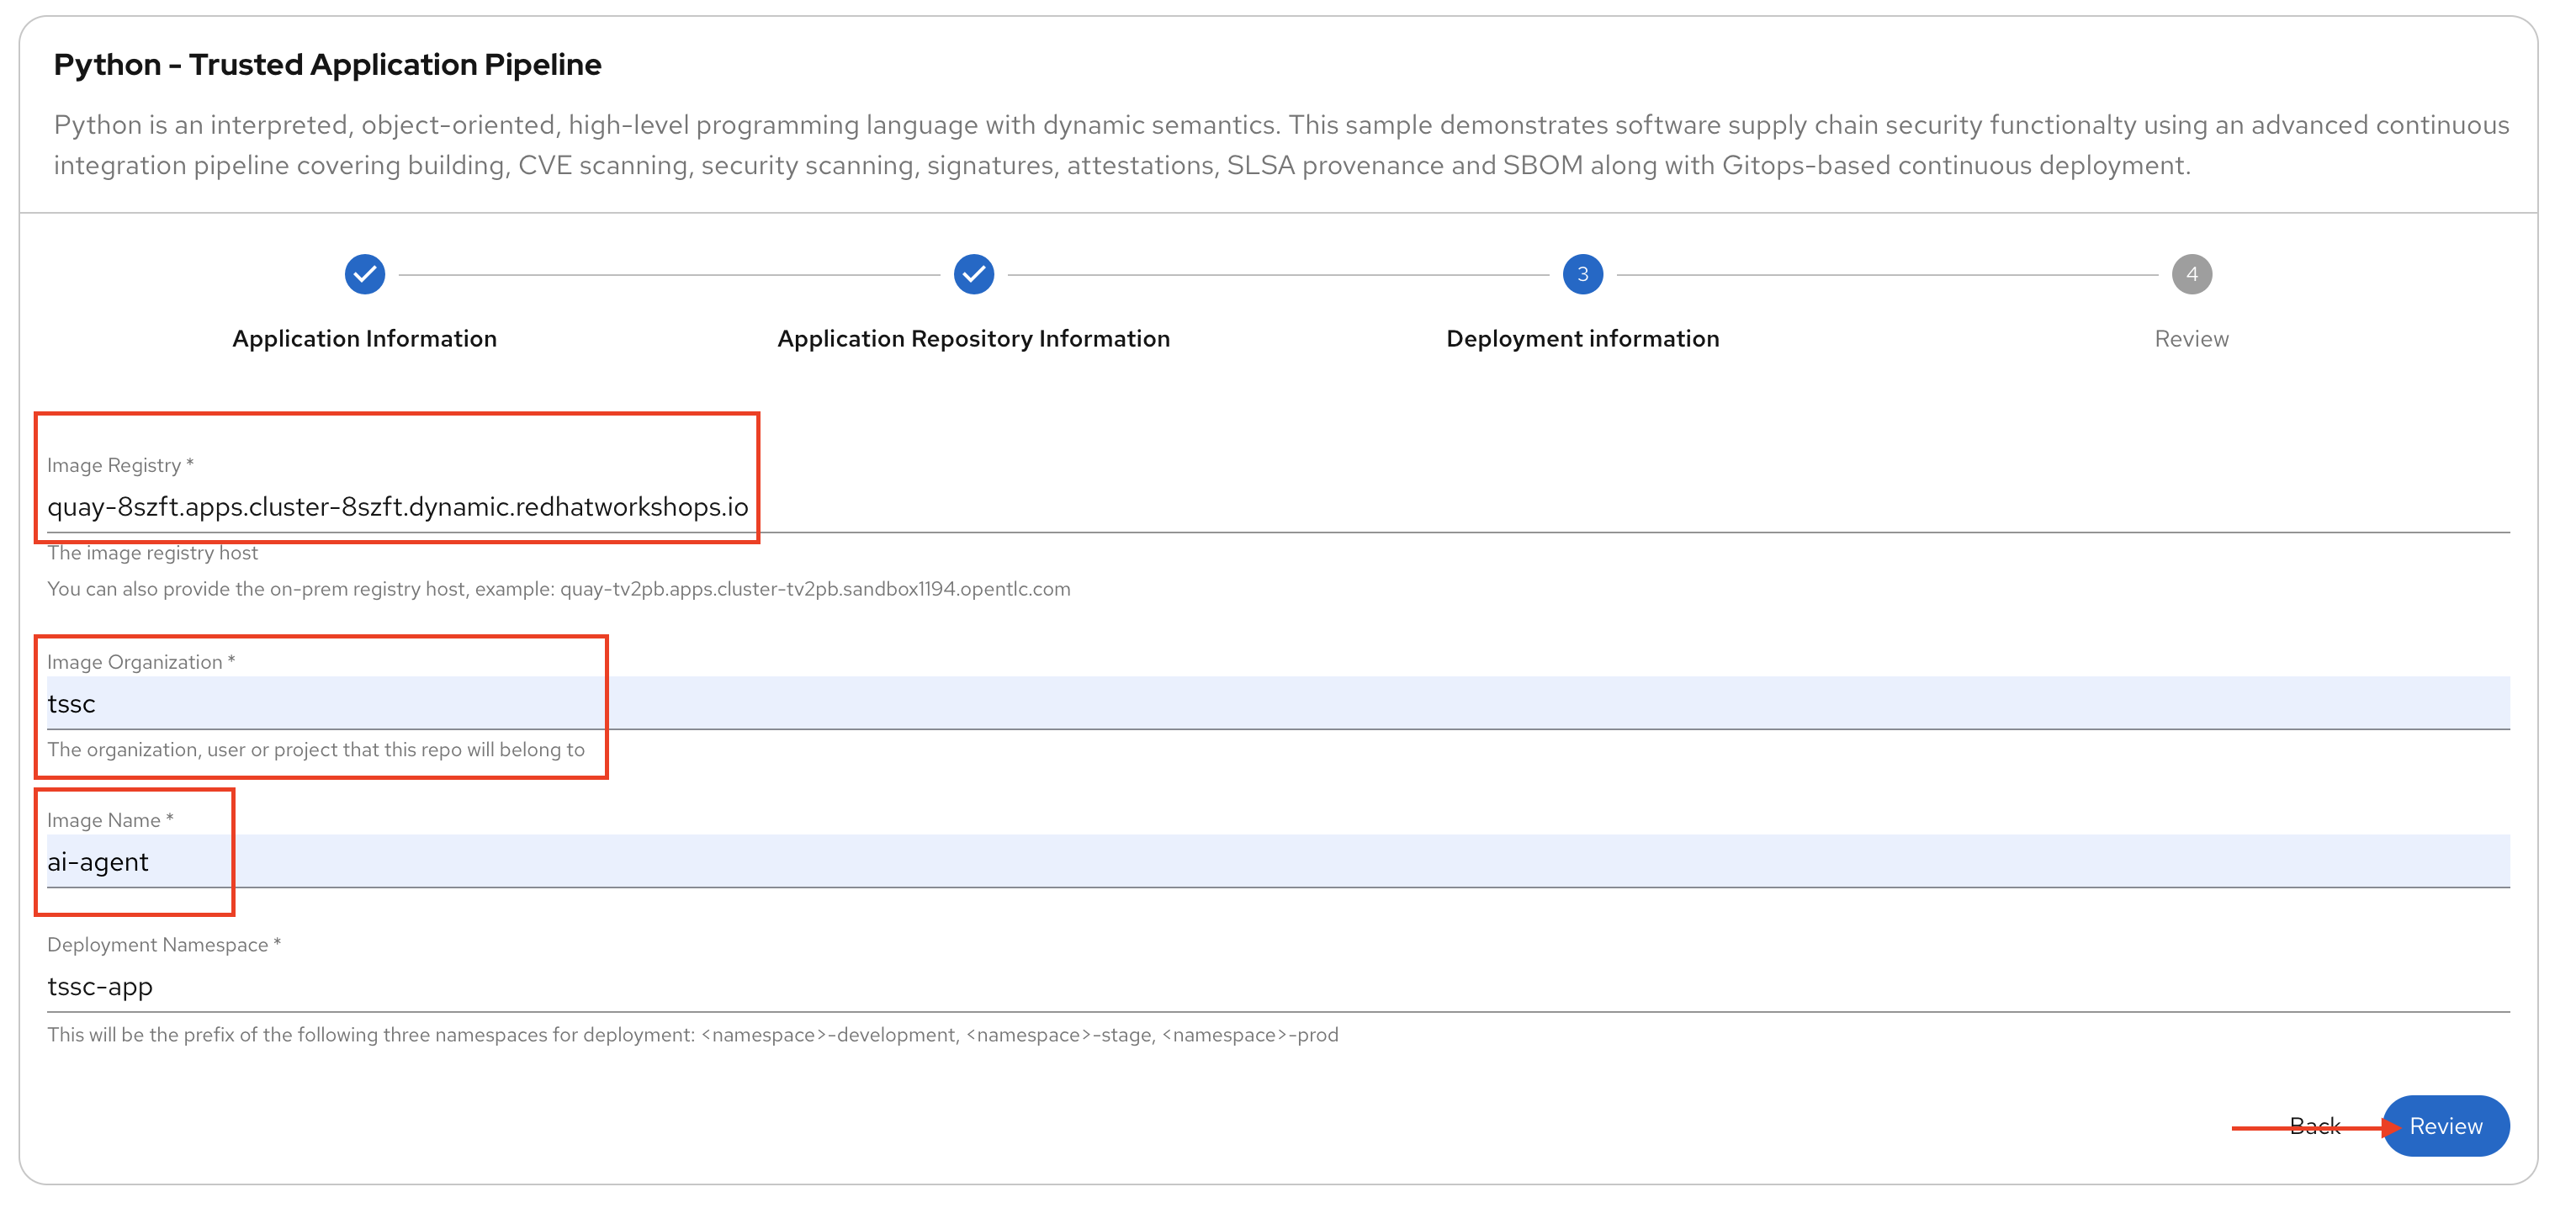 Python - Trusted Application Pipeline
Python is an interpreted, object-oriented, high-level programming language with dynamic semantics. This sample demonstrates software supply chain security functionalty using an advanced continuous
integration pipeline covering building, CVE scanning, security scanning, signatures, attestations, SLSA provenance and SBOM along with Gitops-based continuous deployment.
3
4
Application Information
Application Repository Information
Deployment information
Review
Image Registry *
quay-8szft.apps.cluster-8szft.dynamic.redhatworkshops.io
The image registry host
You can also provide the on-prem registry host, example: quay-tv2pb.apps.cluster-tv2pb.sandbox1194.opentlc.com
Image Organization *
tssc
The organization, user or project that this repo will belong to
Image Name *
ai-agent
Deployment Namespace *
tssc-app
This will be the prefix of the following three namespaces for deployment: <namespace>-development, <namespace>-stage, <namespace>-prod
Back
Review